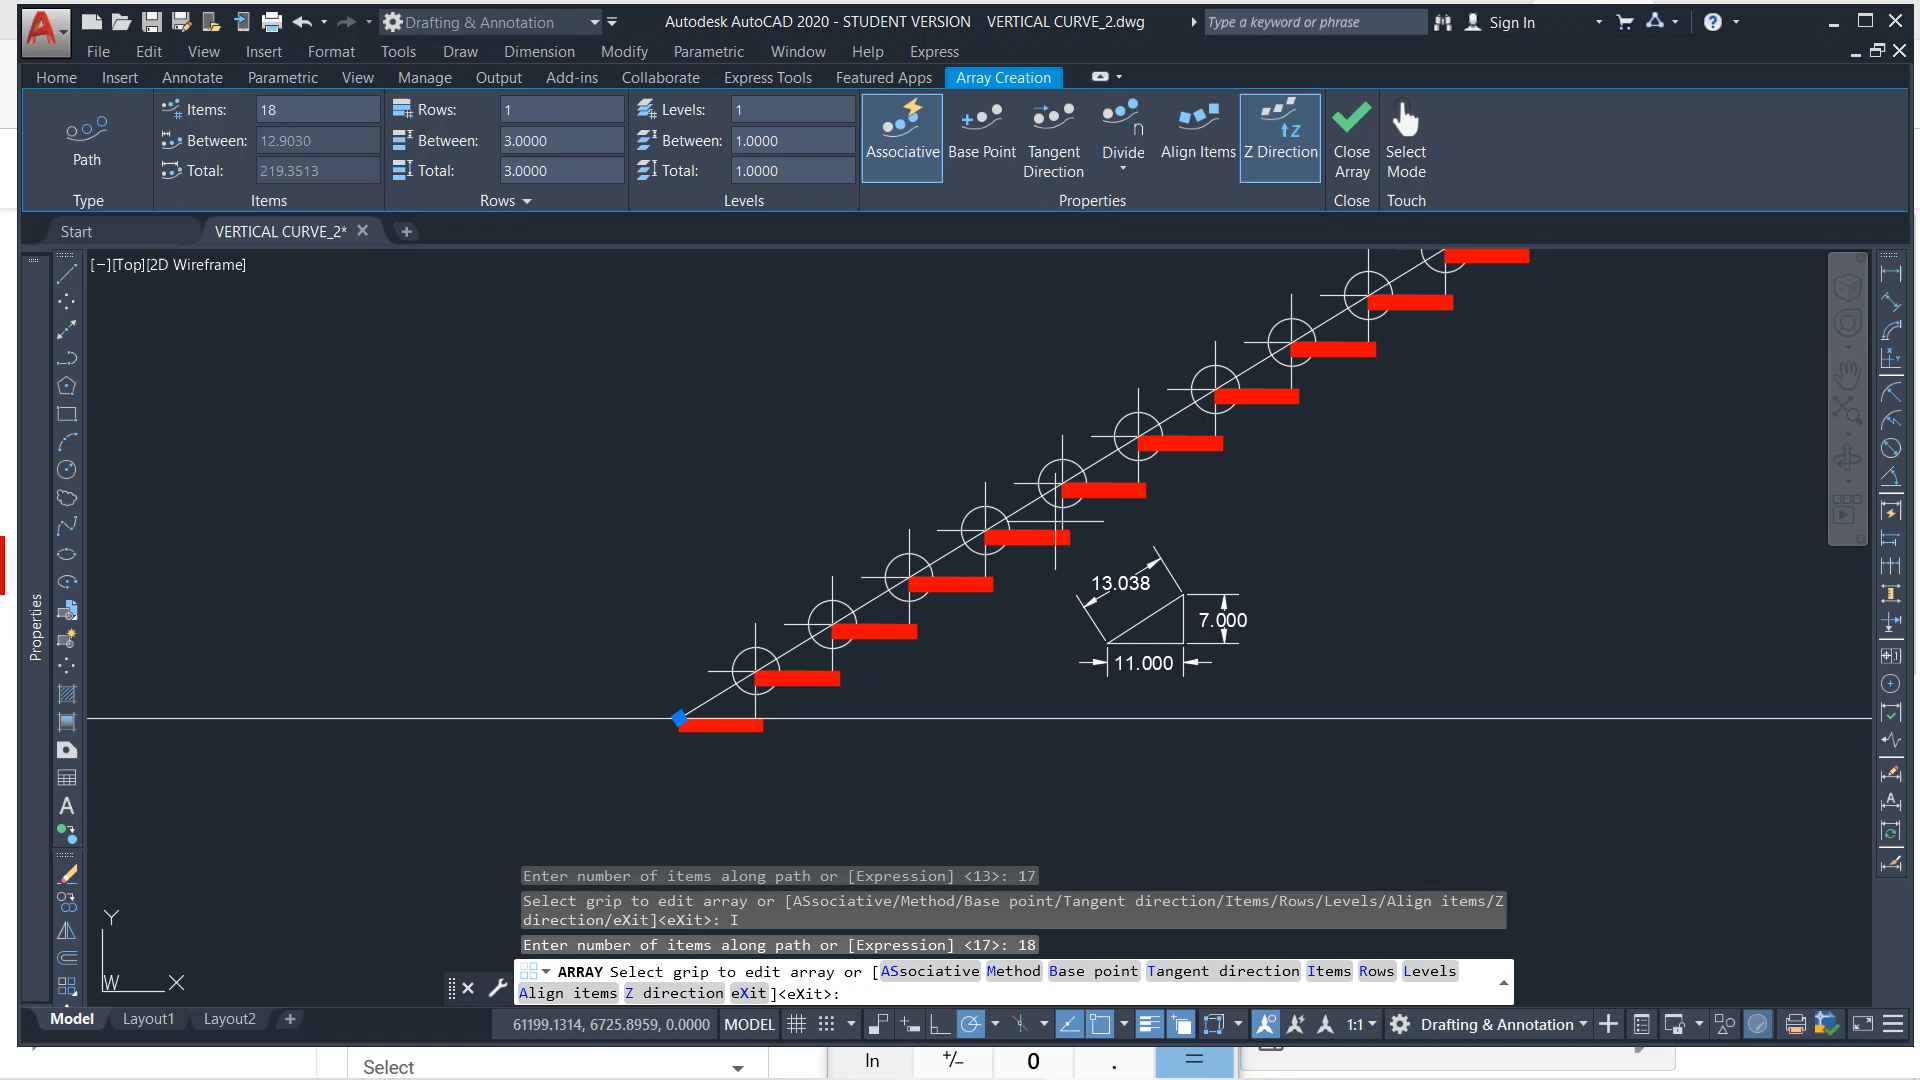 Drafting & Annotation
Autodesk AutoCAD 2020 - STUDENT VERSION VERTICAL CURVE_2.dwg
Type a keyword or phrase
Sign In
File Edit View Insert Format Tools Draw Dimension Modify Parametric Window Help Express
Home Insert Annotate Parametric View Manage Output Add-ins Collaborate Express Tools Featured Apps Array Creation
Items: 18 Rows: 1 Levels: 1
Between: 12.9030 Between: 3.0000 Between: 1.0000
Total: 219.3513 Total: 3.0000 Total: 1.0000
Path
Associative Base Point Tangent Direction Divide Align Items Z Direction Close Array Select Mode
Type Items Rows Levels Properties Close Touch
Start VERTICAL CURVE_2*
[−][Top][2D Wireframe]
Properties
13.038
7.000
11.000
Y
W X
Enter number of items along path or [Expression] <13>: 17
Select grip to edit array or [ASsociative/Method/Base point/Tangent direction/Items/Rows/Levels/Align items/Z
direction/eXit]<eXit>: I
Enter number of items along path or [Expression] <17>: 18
ARRAY Select grip to edit array or [ASsociative Method Base point Tangent direction Items Rows Levels
Align items Z direction eXit]<eXit>:
Model Layout1 Layout2
61199.1314, 6725.8959, 0.0000 MODEL 1:1 Drafting & Annotation
Select
ln +/− 0 . =